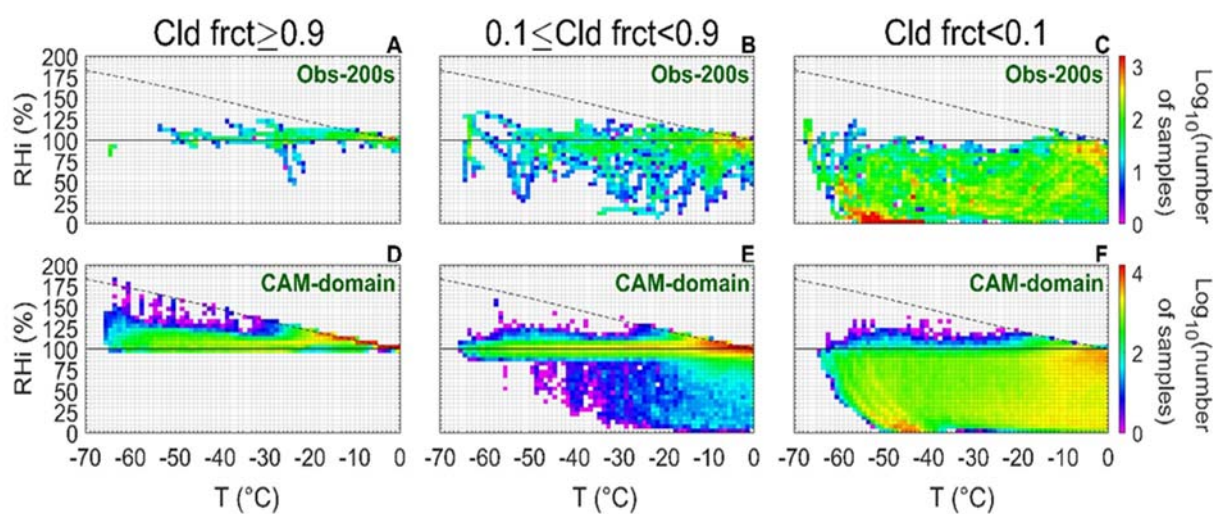 Cld frct≥0.9 0.1≤Cld frct<0.9 Cld frct<0.1
A B C
Obs-200s Obs-200s Obs-200s
200
175
150
125
100
75
50
25
0
RHi (%)
3
2
1
0
Log10(number of samples)
D E F
CAM-domain CAM-domain CAM-domain
200
175
150
125
100
75
50
25
0
RHi (%)
4
2
0
Log10(number of samples)
-70 -60 -50 -40 -30 -20 -10 0 -70 -60 -50 -40 -30 -20 -10 0 -70 -60 -50 -40 -30 -20 -10 0
T (°C) T (°C) T (°C)